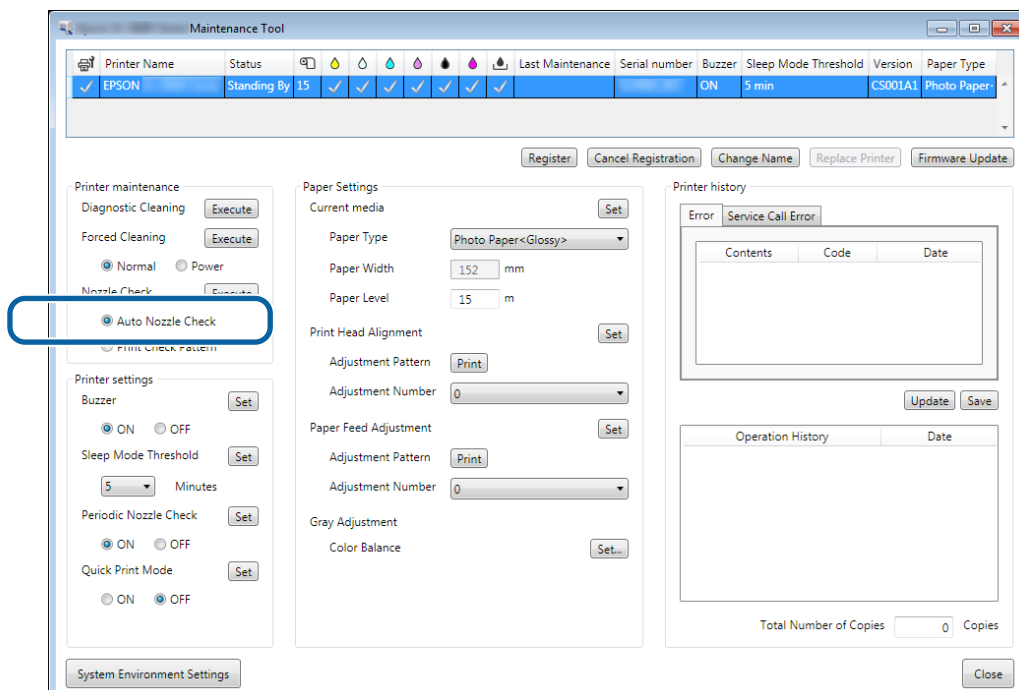 Maintenance Tool
Printer Name Status Last Maintenance Serial number Buzzer Sleep Mode Threshold Version Paper Type
EPSON Standing By 15 ON 5 min CS001A1 Photo Paper
Register Cancel Registration Change Name Replace Printer Firmware Update
Printer maintenance
Diagnostic Cleaning Execute
Forced Cleaning Execute
Normal Power
Nozzle Check Execute
Auto Nozzle Check
Print Check Pattern
Printer settings
Buzzer Set
ON OFF
Sleep Mode Threshold Set
5 Minutes
Periodic Nozzle Check Set
ON OFF
Quick Print Mode Set
ON OFF
Paper Settings
Current media Set
Paper Type Photo Paper<Glossy>
Paper Width 152 mm
Paper Level 15 m
Print Head Alignment Set
Adjustment Pattern Print
Adjustment Number 0
Paper Feed Adjustment Set
Adjustment Pattern Print
Adjustment Number 0
Gray Adjustment
Color Balance Set...
Printer history
Error Service Call Error
Contents Code Date
Update Save
Operation History Date
Total Number of Copies 0 Copies
System Environment Settings Close